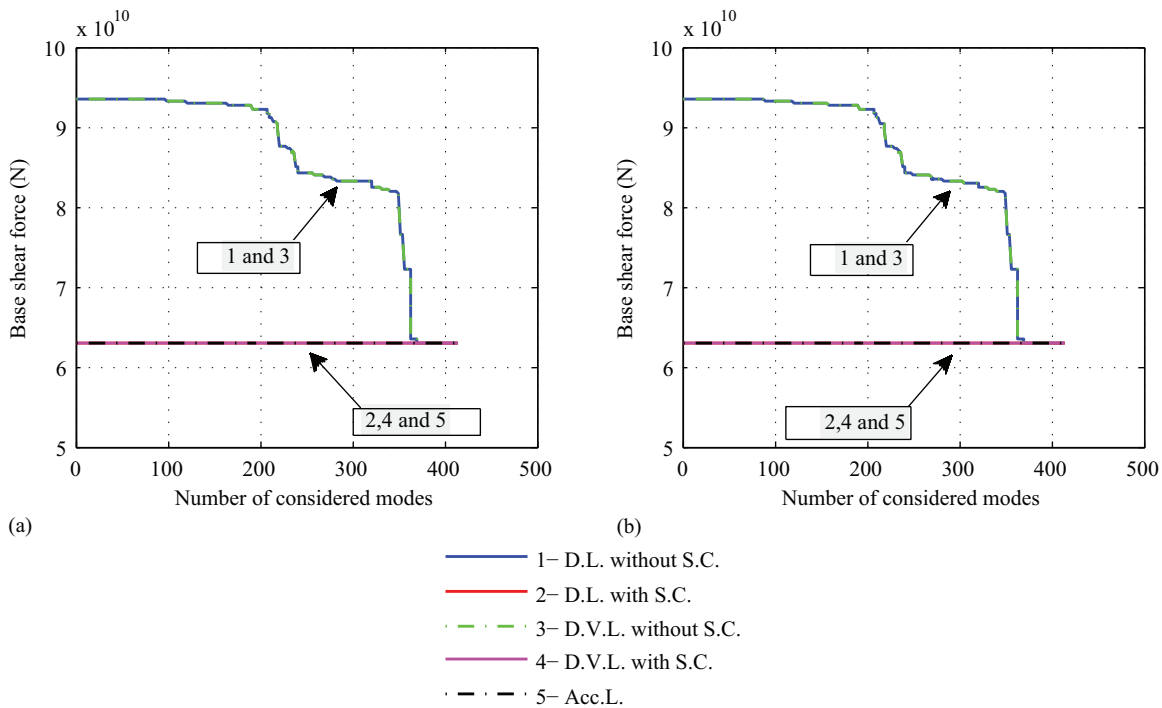 x 10^10
10
9
8
7
6
5
Base shear force (N)
1 and 3
2,4 and 5
0 100 200 300 400 500
Number of considered modes
(a)
x 10^10
10
9
8
7
6
5
Base shear force (N)
1 and 3
2,4 and 5
0 100 200 300 400 500
Number of considered modes
(b)
1− D.L. without S.C.
2− D.L. with S.C.
3− D.V.L. without S.C.
4− D.V.L. with S.C.
5− Acc.L.